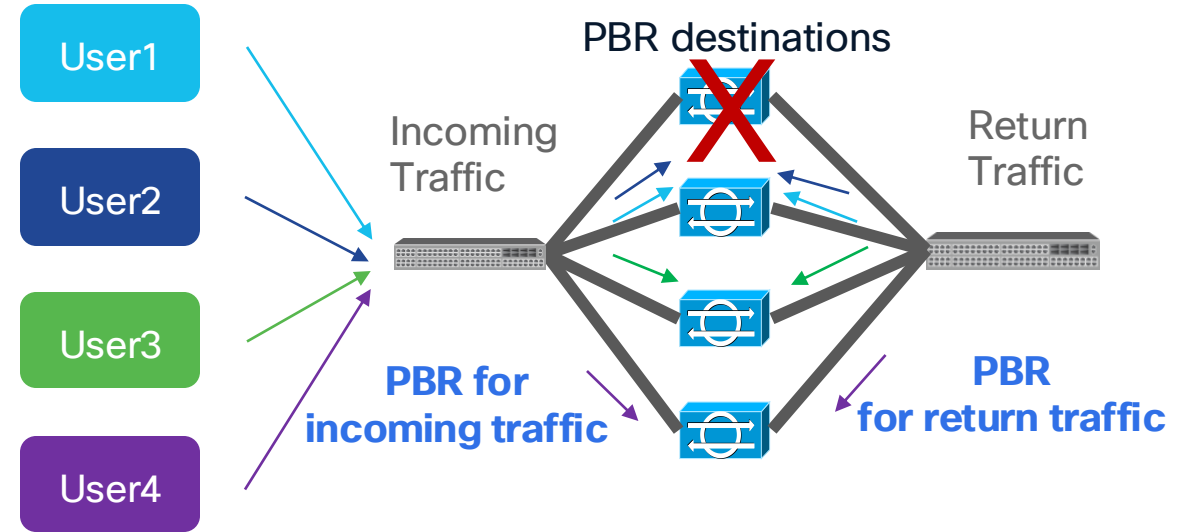 User1
User2
User3
User4
PBR destinations
Incoming
Traffic
Return
Traffic
PBR for
incoming traffic
PBR
for return traffic